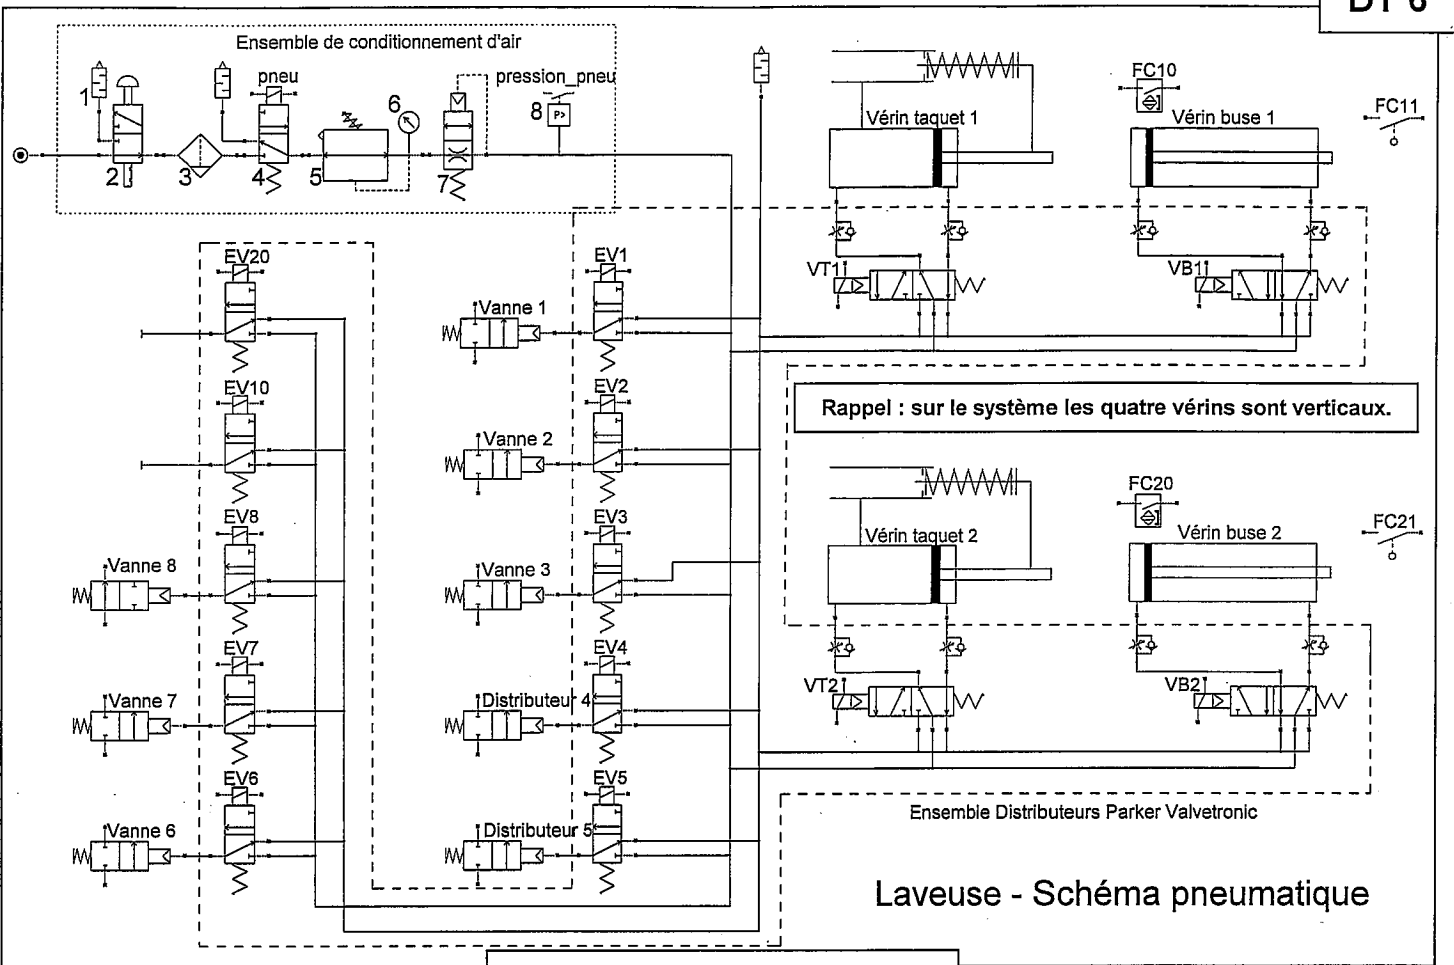 DT 6
Ensemble de conditionnement d'air
pneu
pression_pneu
1
2
3
4
5
6
7
8
P>
Vérin taquet 1
FC10
Vérin buse 1
FC11
VT1
VB1
EV20
EV1
Vanne 1
EV10
EV2
Vanne 2
Rappel : sur le système les quatre vérins sont verticaux.
EV8
EV3
Vanne 8
Vanne 3
Vérin taquet 2
FC20
Vérin buse 2
FC21
EV7
EV4
Vanne 7
Distributeur 4
VT2
VB2
EV6
EV5
Vanne 6
Distributeur 5
Ensemble Distributeurs Parker Valvetronic
Laveuse - Schéma pneumatique